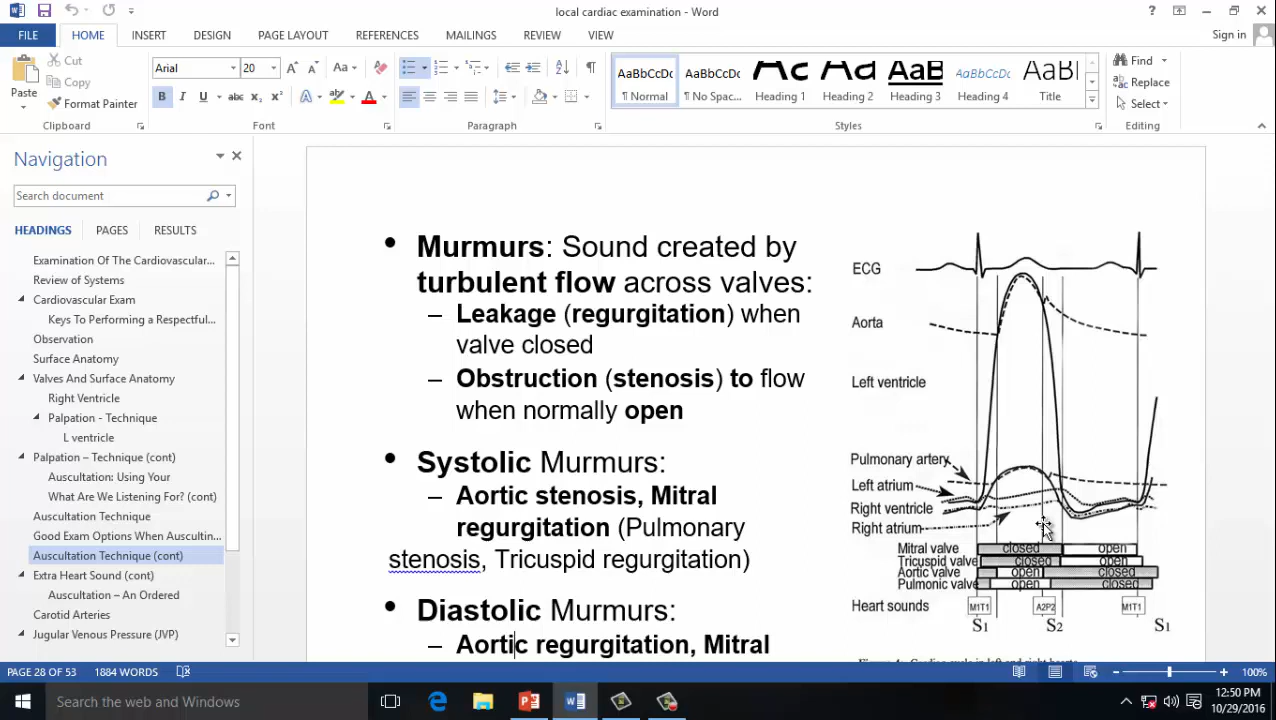 local cardiac examination - Word
Sign in
FILE HOME INSERT DESIGN PAGE LAYOUT REFERENCES MAILINGS REVIEW VIEW
Paste
Cut
Copy
Format Painter
Clipboard
Arial 20
Font
Paragraph
AaBbCcDc AaBbCcDc AaC AaC AaB AaBbCcDc AaBI
¶ Normal ¶ No Spac... Heading 1 Heading 2 Heading 3 Heading 4 Title
Styles
Find
Replace
Select
Editing
Navigation
Search document
HEADINGS PAGES RESULTS
Examination Of The Cardiovascular...
Review of Systems
Cardiovascular Exam
Keys To Performing a Respectful...
Observation
Surface Anatomy
Valves And Surface Anatomy
Right Ventricle
Palpation - Technique
L ventricle
Palpation – Technique (cont)
Auscultation: Using Your
What Are We Listening For? (cont)
Auscultation Technique
Good Exam Options When Auscultin...
Auscultation Technique (cont)
Extra Heart Sound (cont)
Auscultation – An Ordered
Carotid Arteries
Jugular Venous Pressure (JVP)
• Murmurs: Sound created by
turbulent flow across valves:
– Leakage (regurgitation) when
valve closed
– Obstruction (stenosis) to flow
when normally open
• Systolic Murmurs:
– Aortic stenosis, Mitral
regurgitation (Pulmonary
stenosis, Tricuspid regurgitation)
• Diastolic Murmurs:
– Aortic regurgitation, Mitral
ECG
Aorta
Left ventricle
Pulmonary artery
Left atrium
Right ventricle
Right atrium
Mitral valve closed open
Tricuspid valve closed open
Aortic valve open closed
Pulmonic valve open closed
Heart sounds M1T1 A2P2 M1T1
S1 S2 S1
PAGE 28 OF 53 1884 WORDS
100%
Search the web and Windows
12:50 PM
10/29/2016